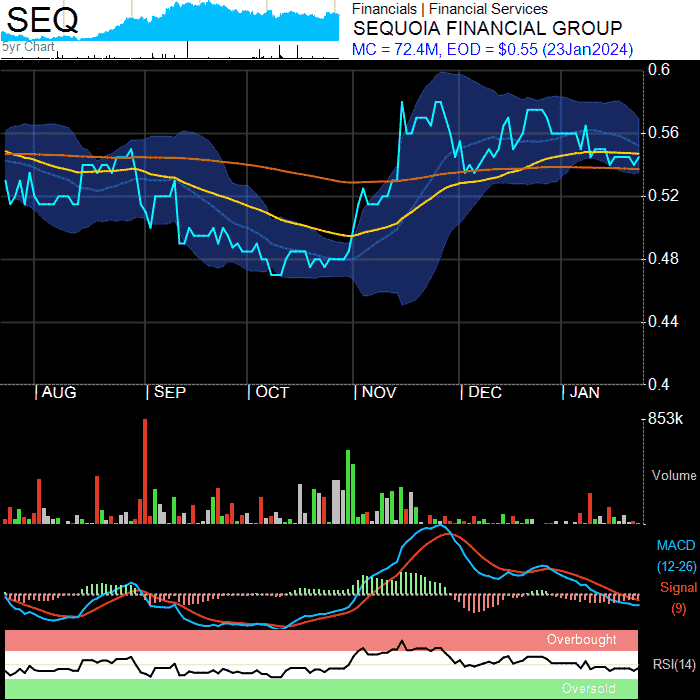 SEQ
5yr Chart
Financials | Financial Services
SEQUOIA FINANCIAL GROUP
MC = 72.4M, EOD = $0.55 (23Jan2024)
0.6
0.56
0.52
0.48
0.44
0.4
| AUG | SEP | OCT | NOV | DEC | JAN
853k
Volume
MACD
(12-26)
Signal
(9)
Overbought
RSI(14)
Oversold